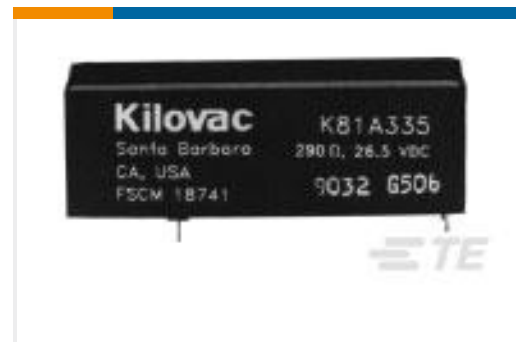 Kilovac
Santa Barbara
CA, USA
FSCM 18741
K81A335
290 Ω, 26.5 VDC
9032 G506
TE